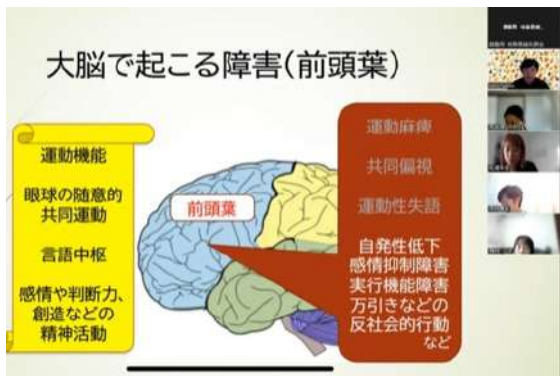 大脳で起こる障害(前頭葉)
運動機能
眼球の随意的
共同運動
言語中枢
感情や判断力、
創造などの
精神活動
前頭葉
運動麻痺
共同偏視
運動性失語
自発性低下
感情抑制障害
実行機能障害
万引きなどの
反社会的行動
など